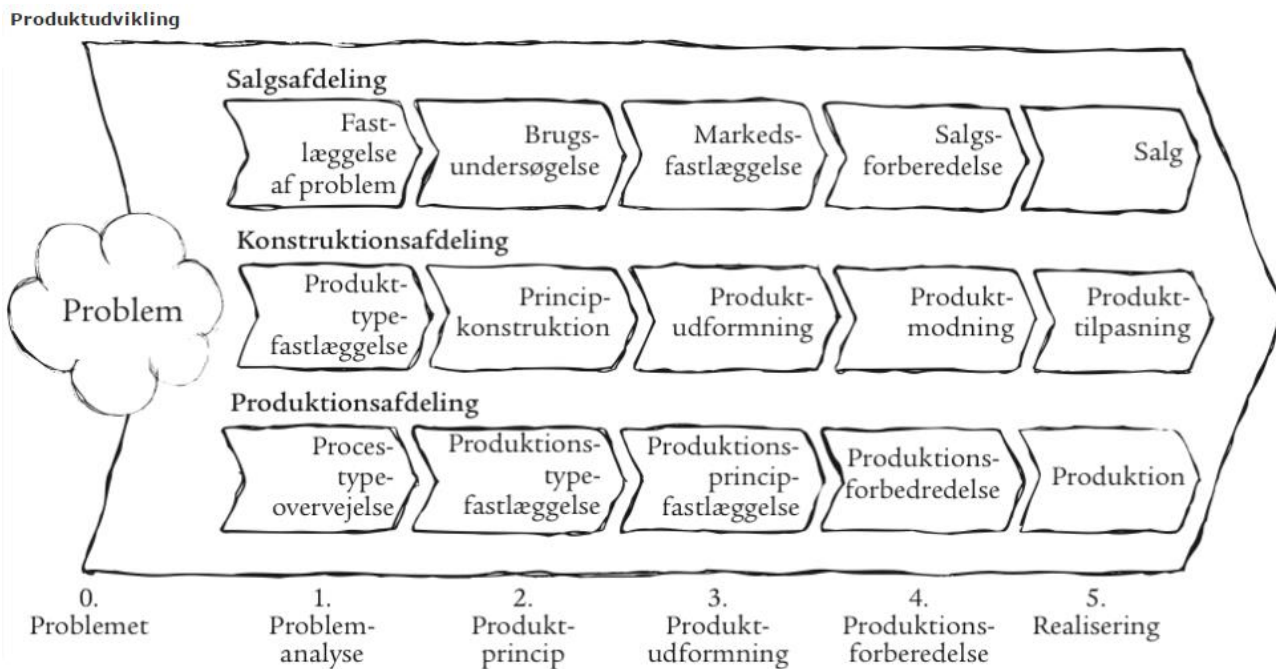 Produktudvikling
Salgsafdeling
Fast-
læggelse
af problem
Brugs-
undersøgelse
Markeds-
fastlæggelse
Salgs-
forberedelse
Salg
Problem
Konstruktionsafdeling
Produkt-
type-
fastlæggelse
Princip-
konstruktion
Produkt-
udformning
Produkt-
modning
Produkt-
tilpasning
Produktionsafdeling
Proces-
type-
overvejelse
Produktions-
type-
fastlæggelse
Produktions-
princip-
fastlæggelse
Produktions-
forbedredelse
Produktion
0.
Problemet
1.
Problem-
analyse
2.
Produkt-
princip
3.
Produkt-
udformning
4.
Produktions-
forberedelse
5.
Realisering